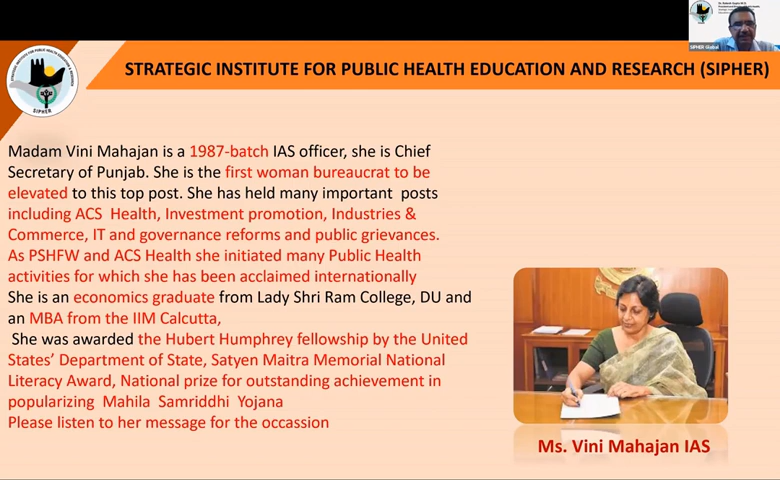 SIPHER Global
STRATEGIC INSTITUTE FOR PUBLIC HEALTH EDUCATION AND RESEARCH (SIPHER)
SIPHER
Madam Vini Mahajan is a 1987-batch IAS officer, she is Chief
Secretary of Punjab. She is the first woman bureaucrat to be
elevated to this top post. She has held many important posts
including ACS Health, Investment promotion, Industries &
Commerce, IT and governance reforms and public grievances.
As PSHFW and ACS Health she initiated many Public Health
activities for which she has been acclaimed internationally
She is an economics graduate from Lady Shri Ram College, DU and
an MBA from the IIM Calcutta,
She was awarded the Hubert Humphrey fellowship by the United
States' Department of State, Satyen Maitra Memorial National
Literacy Award, National prize for outstanding achievement in
popularizing Mahila Samriddhi Yojana
Please listen to her message for the occassion
Ms. Vini Mahajan IAS